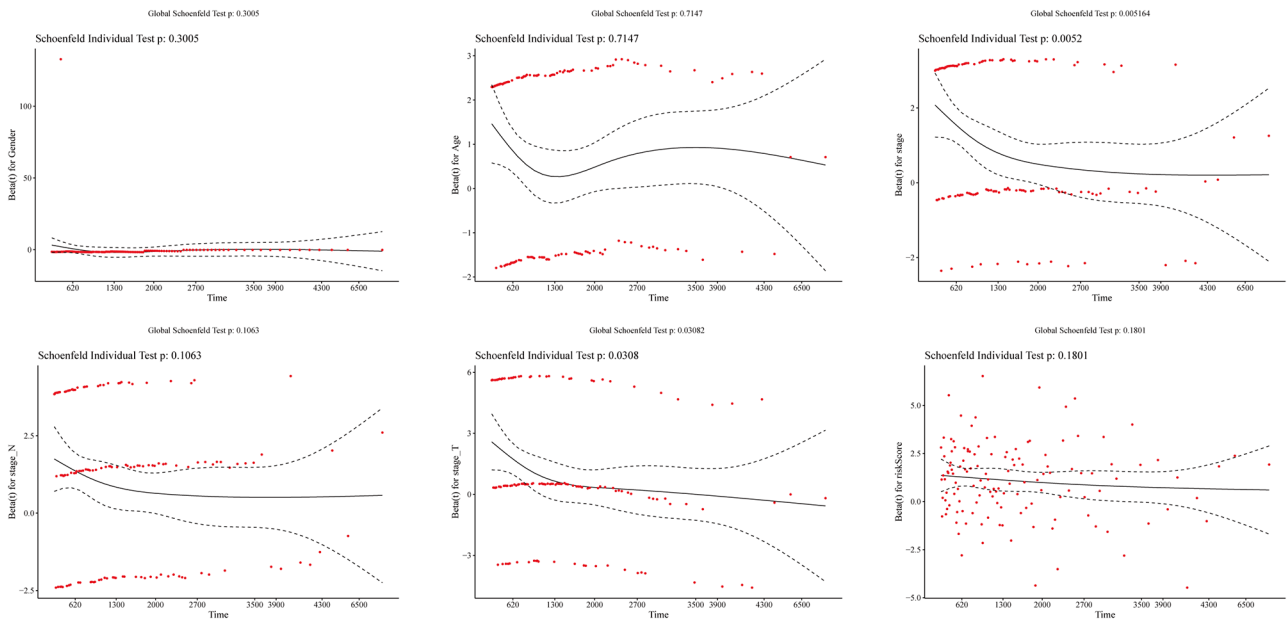 Global Schoenfeld Test p: 0.3005
Schoenfeld Individual Test p: 0.3005
Beta(t) for Gender
100
50
0
620 1300 2000 2700 3500 3900 4300 6500
Time
Global Schoenfeld Test p: 0.7147
Schoenfeld Individual Test p: 0.7147
Beta(t) for Age
3
2
1
0
−1
−2
620 1300 2000 2700 3500 3900 4300 6500
Time
Global Schoenfeld Test p: 0.005164
Schoenfeld Individual Test p: 0.0052
Beta(t) for stage
2
0
−2
620 1300 2000 2700 3500 3900 4300 6500
Time
Global Schoenfeld Test p: 0.1063
Schoenfeld Individual Test p: 0.1063
Beta(t) for stage_N
2.5
0.0
−2.5
620 1300 2000 2700 3500 3900 4300 6500
Time
Global Schoenfeld Test p: 0.03082
Schoenfeld Individual Test p: 0.0308
Beta(t) for stage_T
6
3
0
−3
620 1300 2000 2700 3500 3900 4300 6500
Time
Global Schoenfeld Test p: 0.1801
Schoenfeld Individual Test p: 0.1801
Beta(t) for riskScore
5.0
2.5
0.0
−2.5
−5.0
620 1300 2000 2700 3500 3900 4300 6500
Time